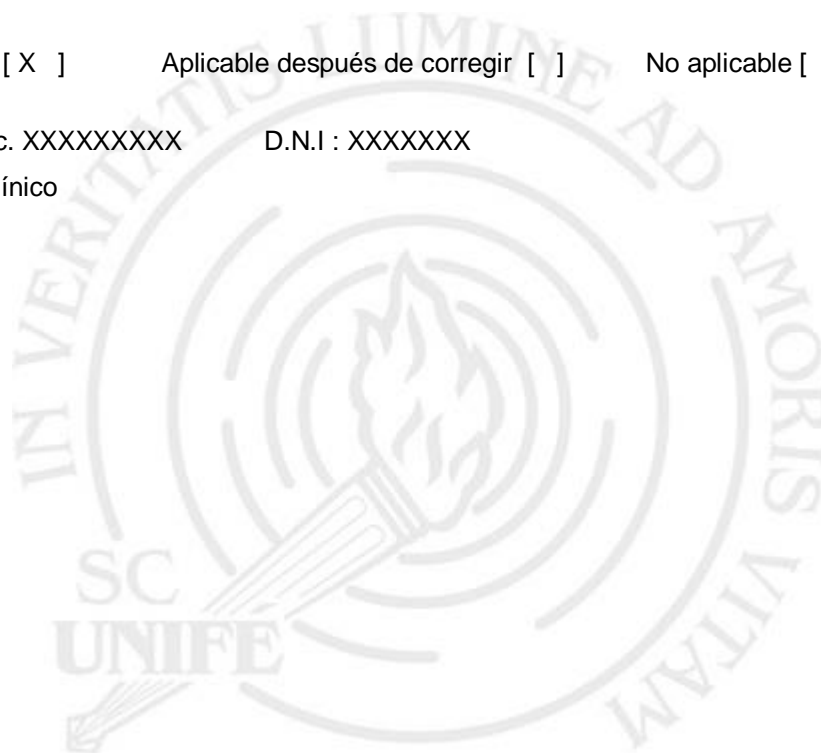 [ X ] Aplicable después de corregir [ ] No aplicable [
c. XXXXXXXXX D.N.I : XXXXXXX
ínico
IN VERITATIS LUMINE AD AMORIS VITAM
SC
UNIFE